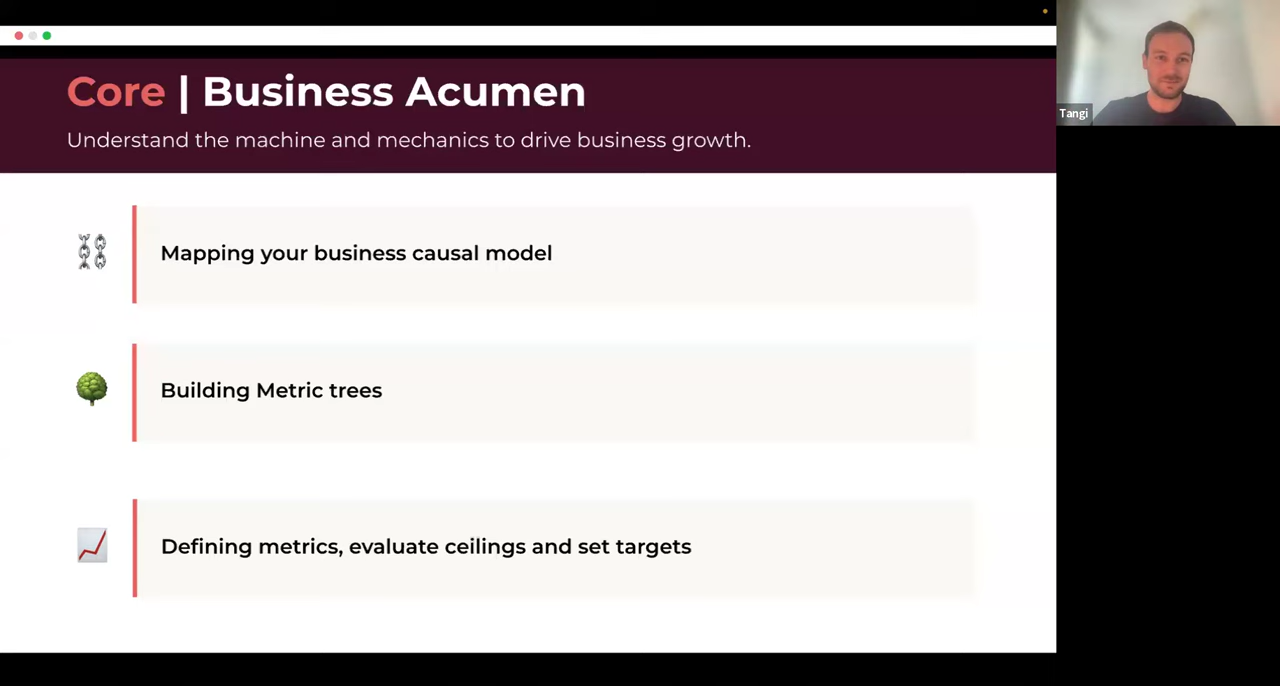 Core | Business Acumen
Understand the machine and mechanics to drive business growth.
Tangi
Mapping your business causal model
Building Metric trees
Defining metrics, evaluate ceilings and set targets